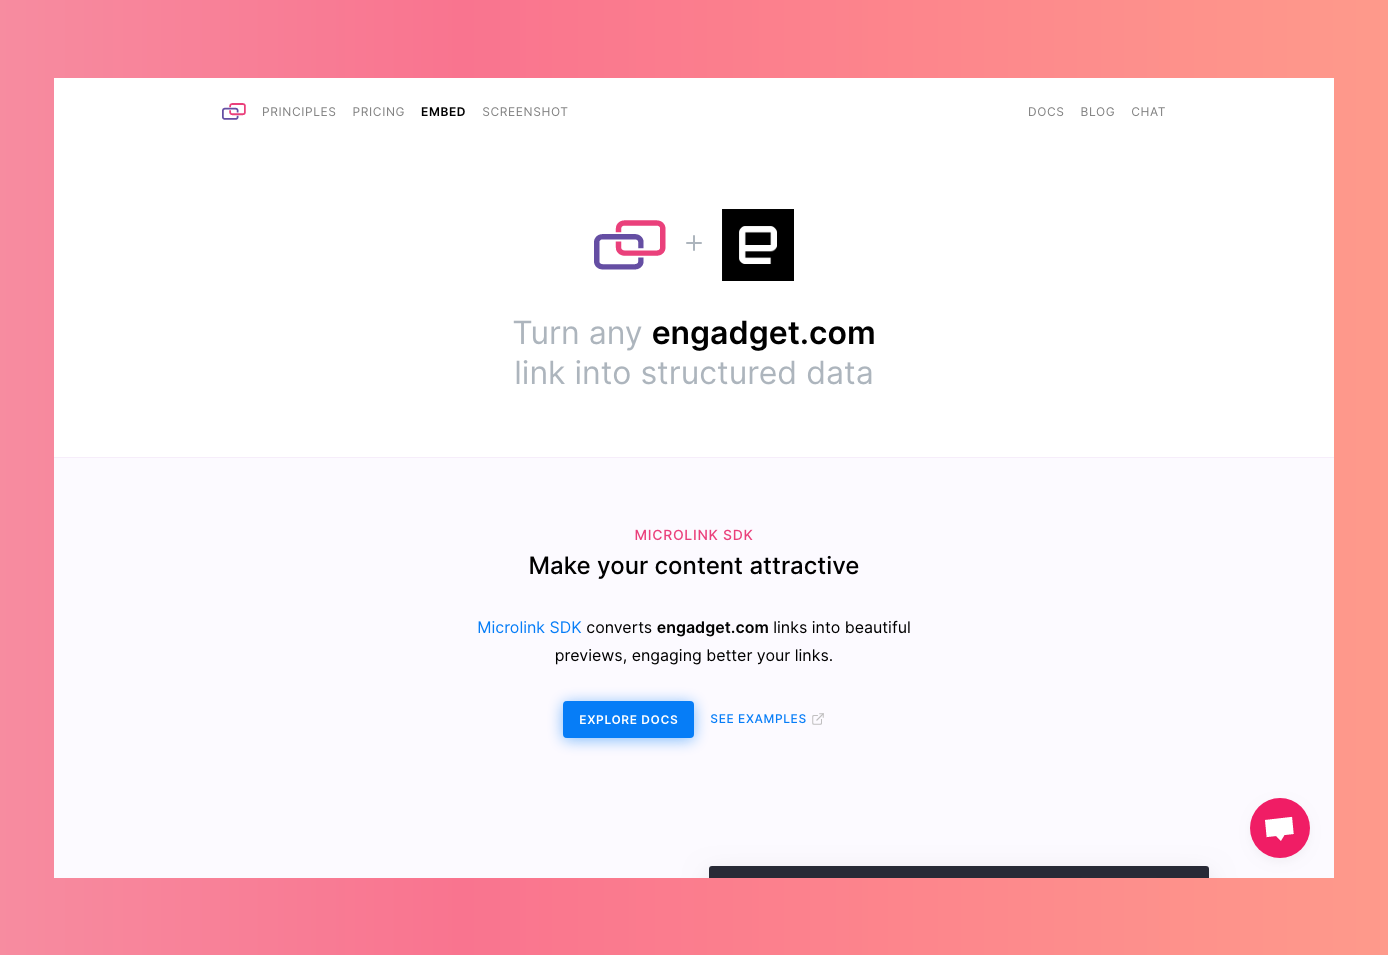 PRINCIPLES PRICING EMBED SCREENSHOT DOCS BLOG CHAT
Turn any engadget.com
link into structured data
MICROLINK SDK
Make your content attractive
Microlink SDK converts engadget.com links into beautiful
previews, engaging better your links.
EXPLORE DOCS SEE EXAMPLES